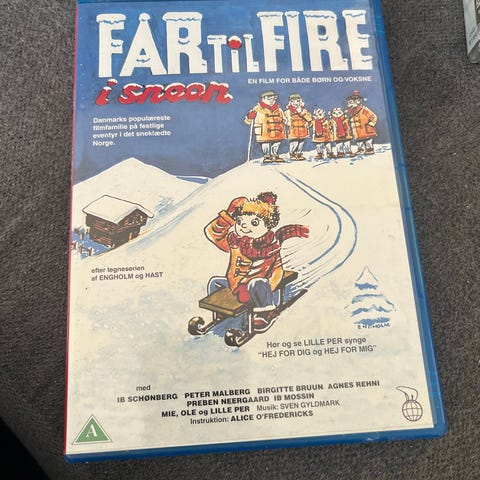 FAR TIL FIRE
i sneen
EN FILM FOR BÅDE BØRN OG VOKSNE
Danmarks populæreste
filmfamilie på festlige
eventyr i det sneklædte
Norge.
efter tegneserien
af ENGHOLM og HAST
ENGHOLM
Hør og se LILLE PER synge
"HEJ FOR DIG og HEJ FOR MIG"
med
IB SCHØNBERG PETER MALBERG BIRGITTE BRUUN AGNES REHNI
PREBEN NEERGAARD IB MOSSIN
MIE, OLE og LILLE PER Musik: SVEN GYLDMARK
Instruktion: ALICE O'FREDERICKS
A